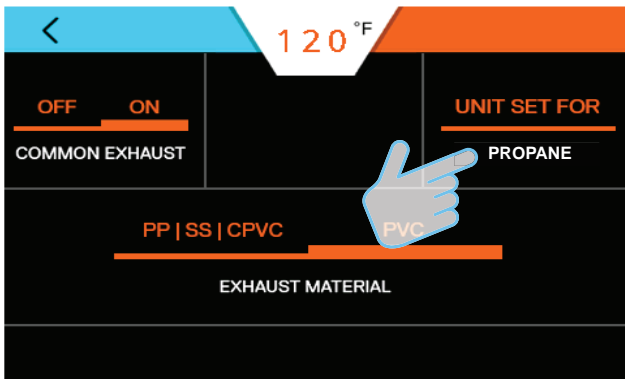 120°F
OFF ON
COMMON EXHAUST
UNIT SET FOR
PROPANE
PP | SS | CPVC PVC
EXHAUST MATERIAL